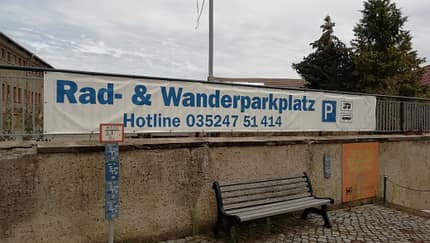 Rad- & Wanderparkplatz
P
Hotline 035247 51 414